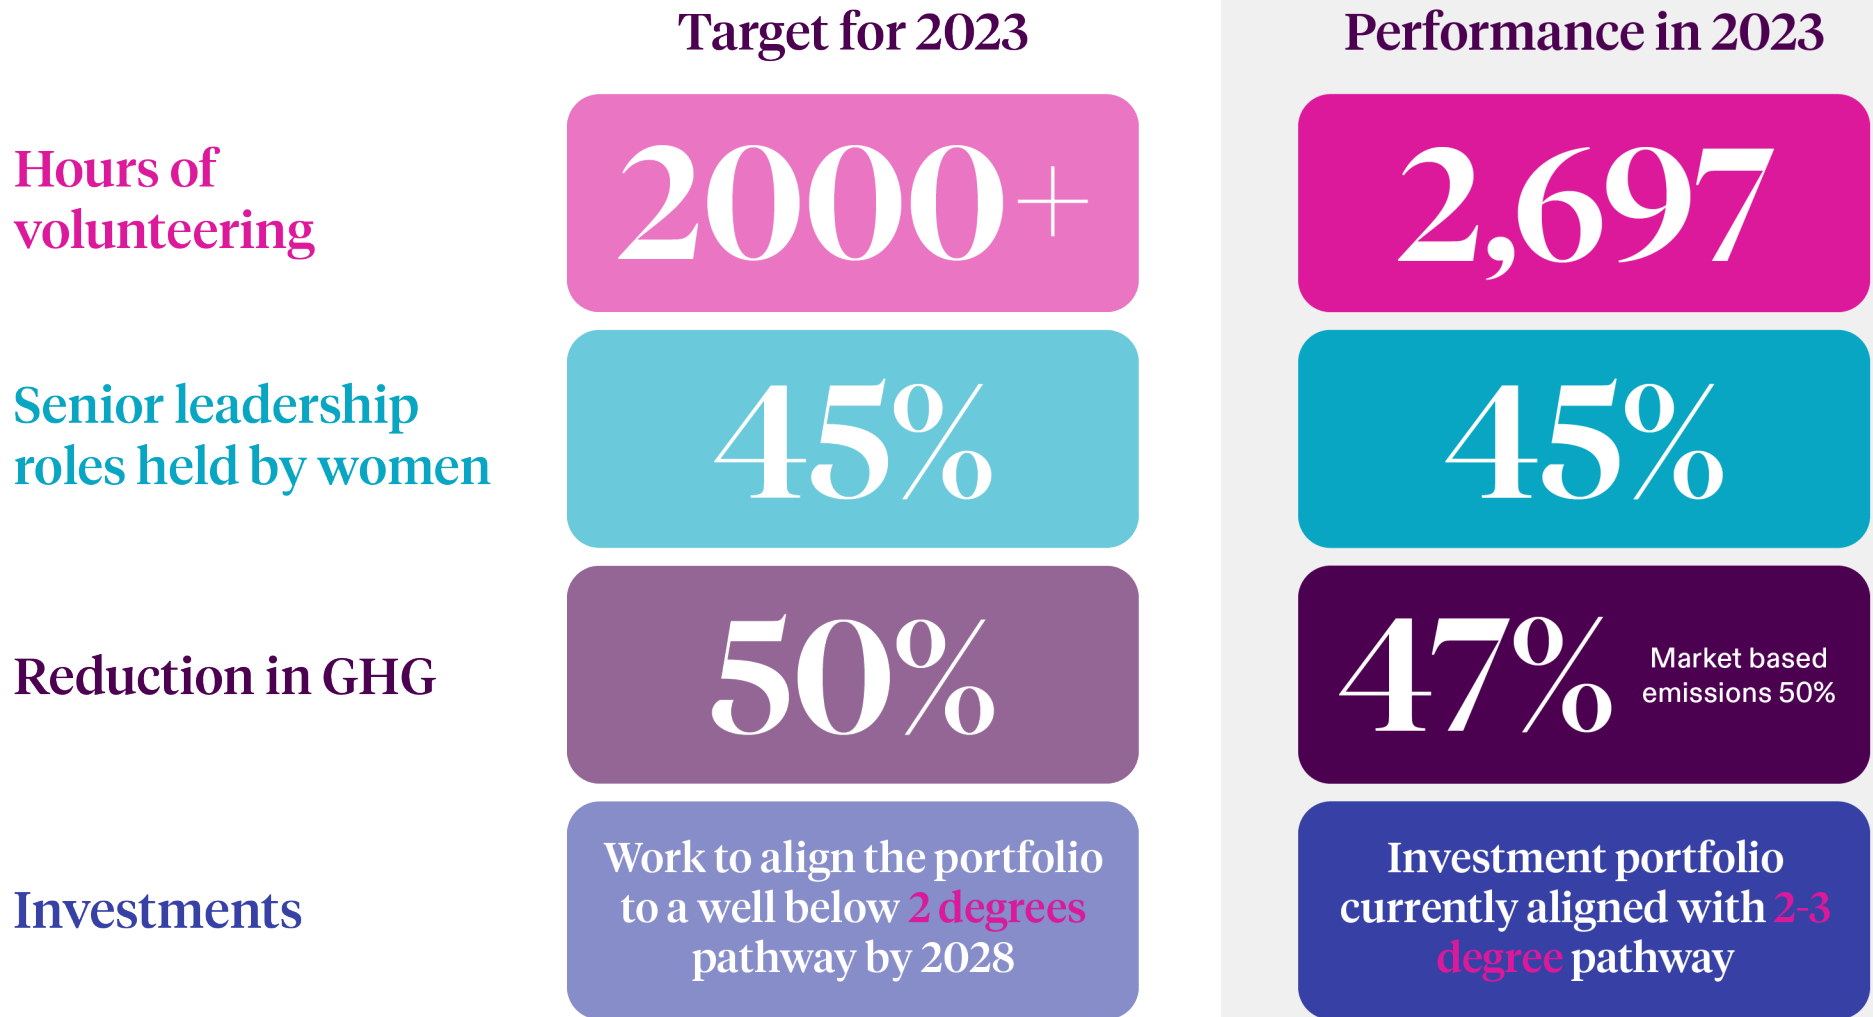 Target for 2023
Performance in 2023
Hours of
volunteering
2000+
2,697
Senior leadership
roles held by women
45%
45%
Reduction in GHG
50%
47%
Market based
emissions 50%
Investments
Work to align the portfolio
to a well below 2 degrees
pathway by 2028
Investment portfolio
currently aligned with 2-3
degree pathway